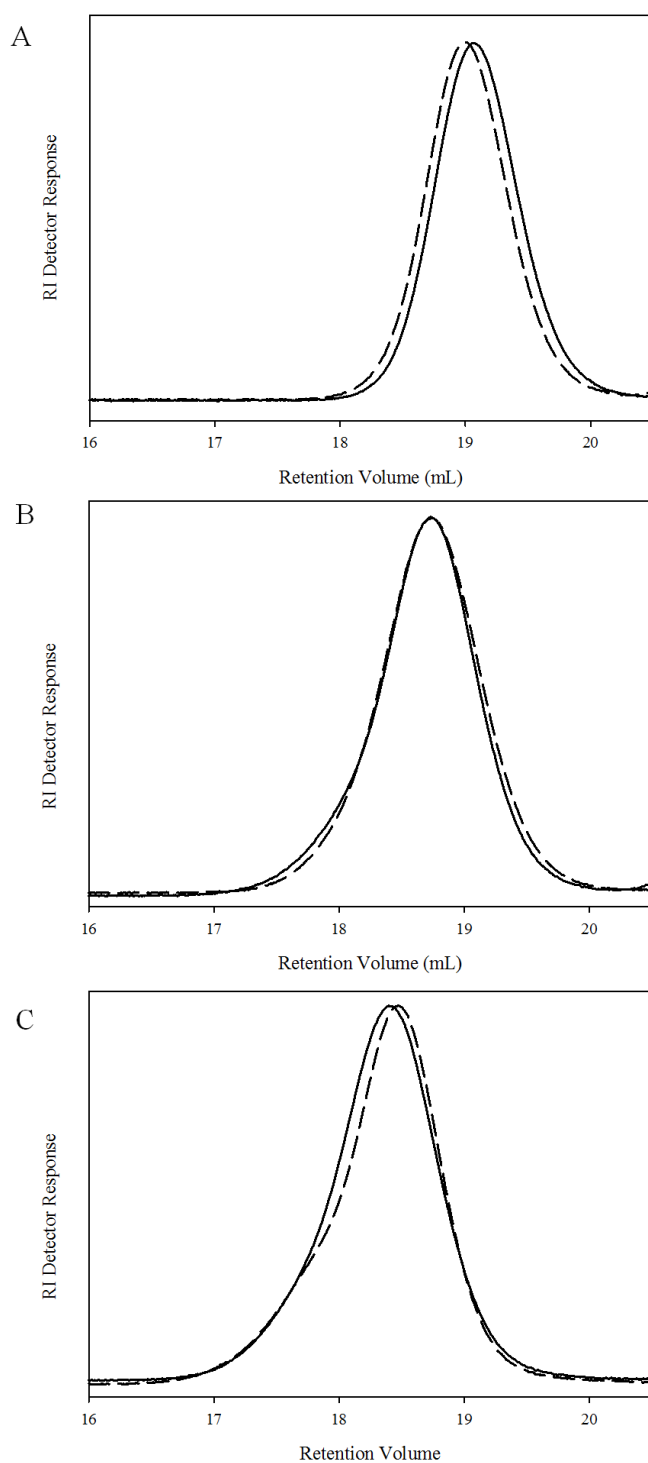 A
RI Detector Response
16 17 18 19 20
Retention Volume (mL)
B
RI Detector Response
16 17 18 19 20
Retention Volume (mL)
C
RI Detector Response
16 17 18 19 20
Retention Volume